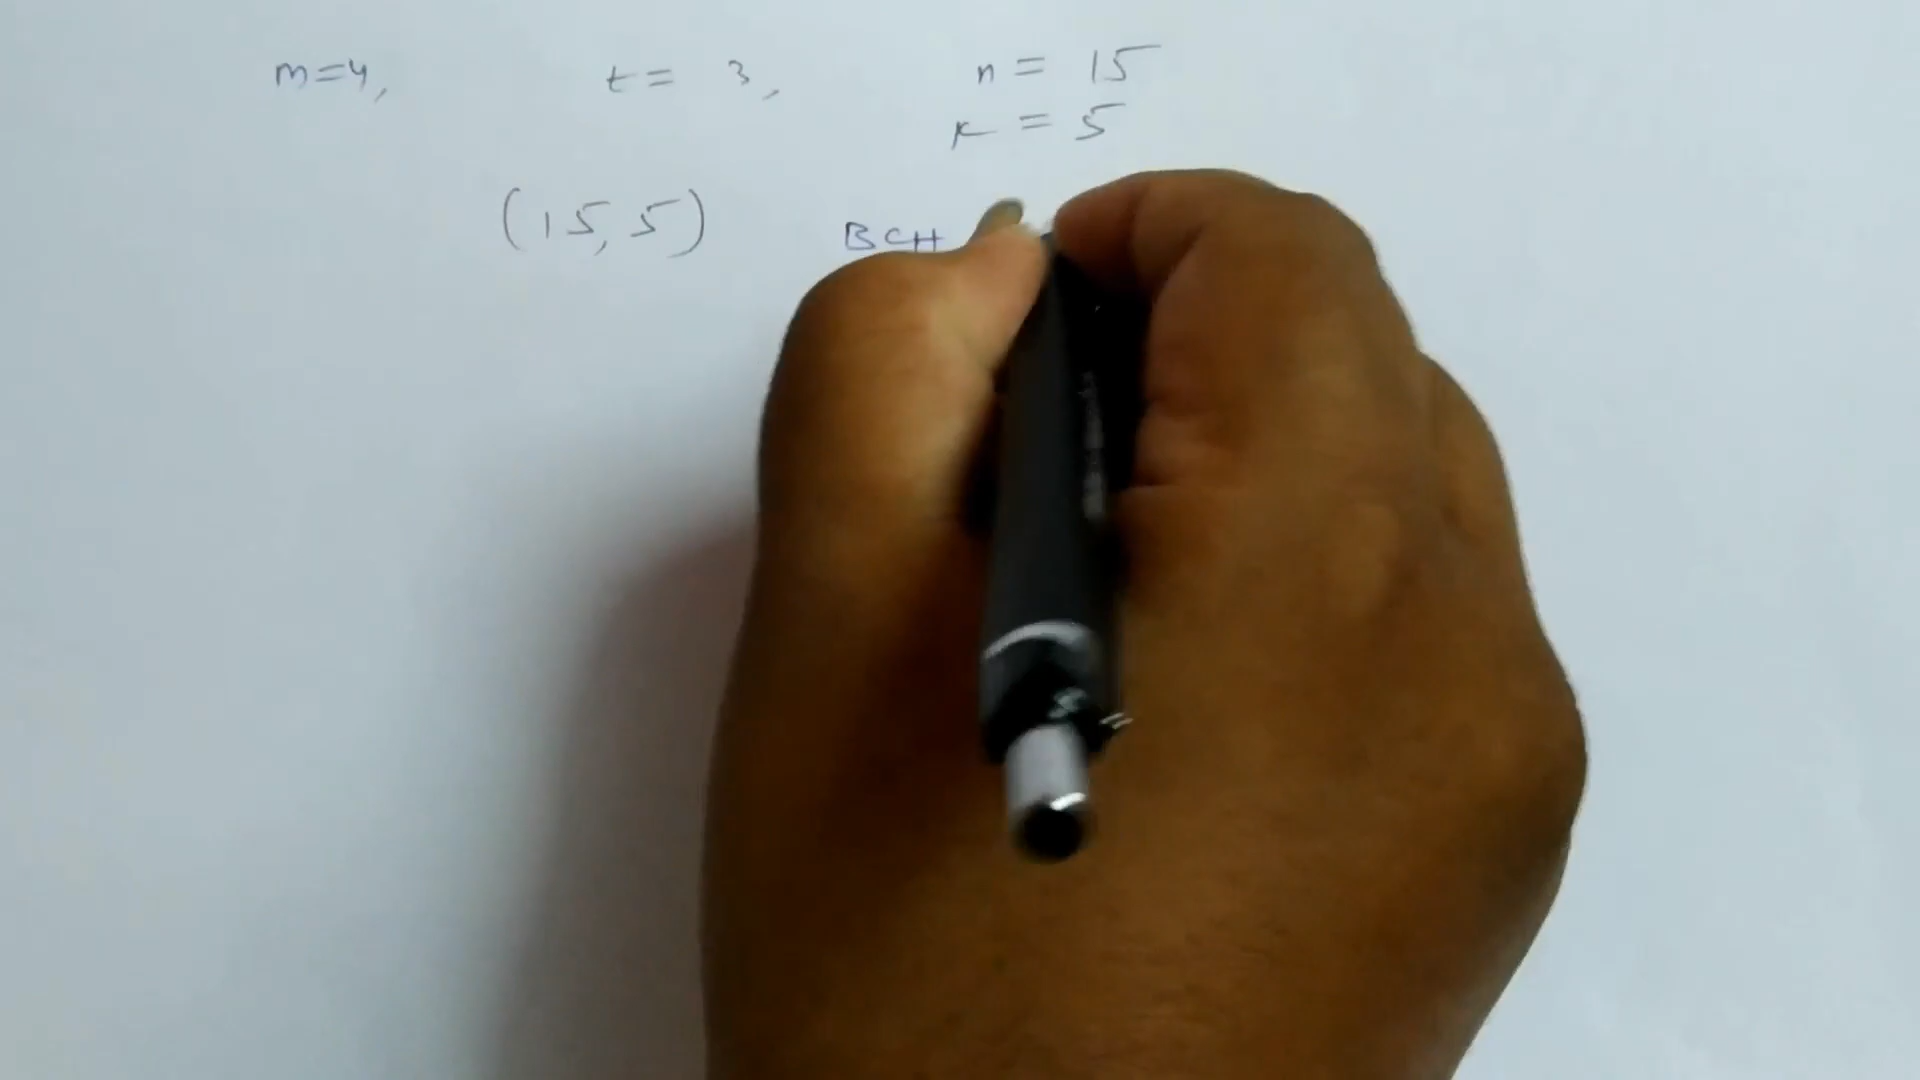 m=4, t = 3, n = 15
k = 5
(15, 5) BCH